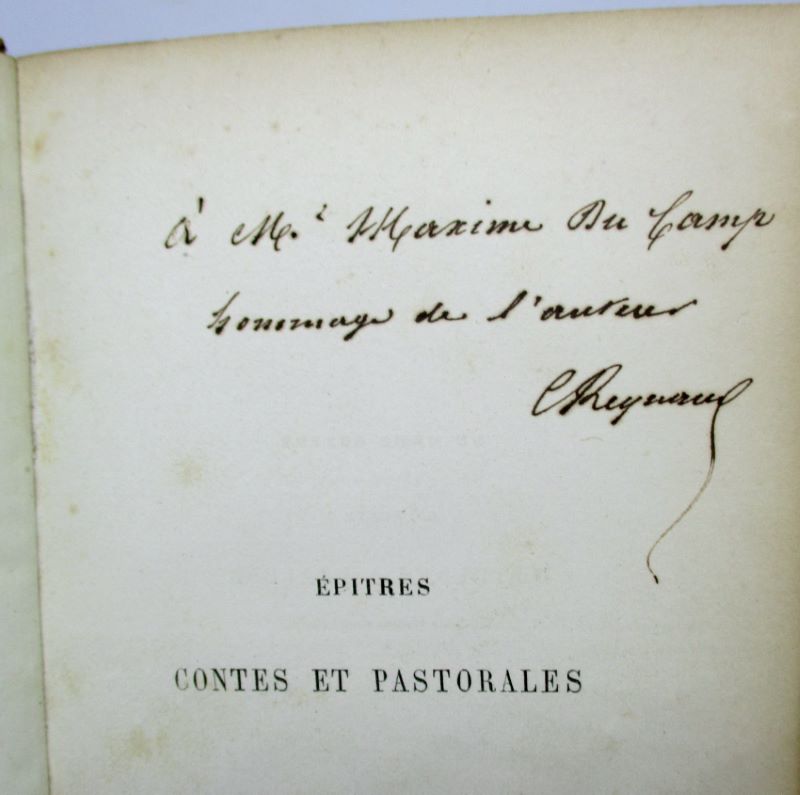 à Mr Maxime Du Camp
hommage de l'auteur
CReynaud
ÉPITRES
CONTES ET PASTORALES